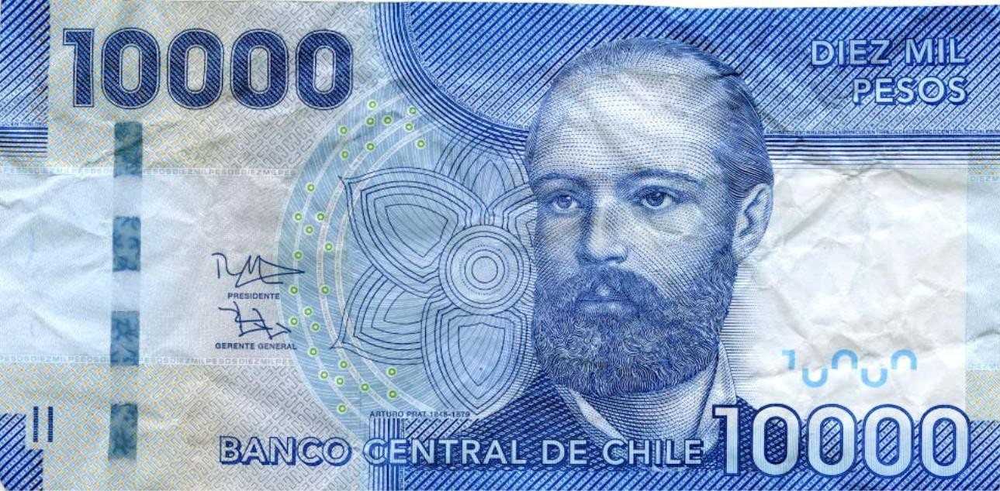 10000
DIEZ MIL
PESOS
PRESIDENTE
GERENTE GENERAL
ARTURO PRAT 1848-1879
BANCO CENTRAL DE CHILE
10000